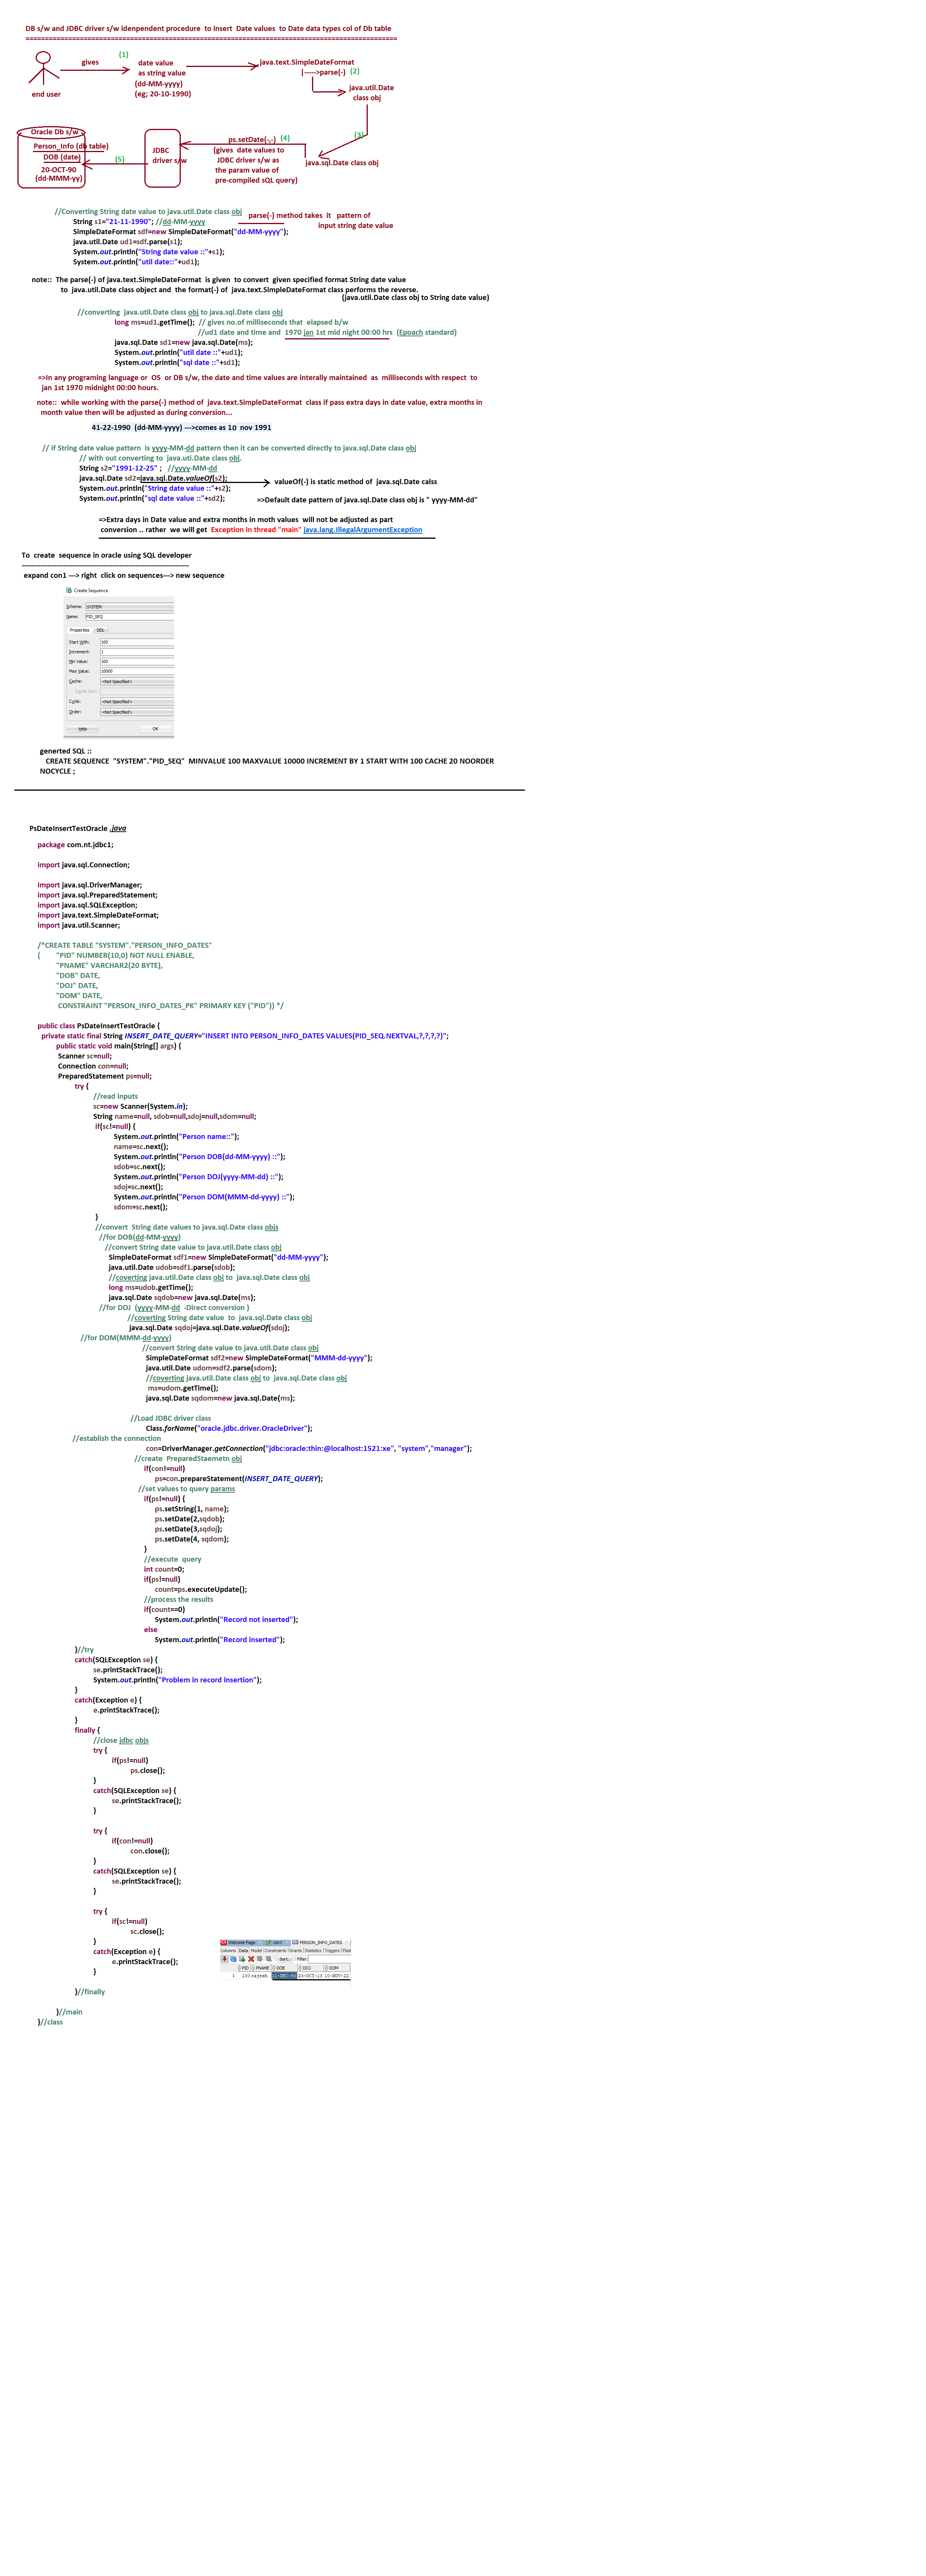 DB s/w and JDBC driver s/w idenpendent procedure  to insert  Date values  to Date data types col of Db table
==============================================================================================
gives
(1)
date value
as string value
(dd-MM-yyyy)
(eg; 20-10-1990)
end user
java.text.SimpleDateFormat
|----->parse(-)  (2)
java.util.Date
class obj
(3)
java.sql.Date class obj
ps.setDate(-,-)  (4)
(gives  date values to
JDBC driver s/w as
the param value of
pre-compiled sQL query)
JDBC
driver s/w
(5)
Oracle Db s/w
Person_Info (db table)
DOB (date)
20-OCT-90
(dd-MMM-yy)
//Converting String date value to java.util.Date class obj
String s1="21-11-1990"; //dd-MM-yyyy
SimpleDateFormat sdf=new SimpleDateFormat("dd-MM-yyyy");
java.util.Date ud1=sdf.parse(s1);
System.out.println("String date value ::"+s1);
System.out.println("util date::"+ud1);
parse(-) method takes  it  pattern of
input string date value
note::  The parse(-) of java.text.SimpleDateFormat  is given to convert  given specified format String date value
to  java.util.Date class object and  the format(-) of  java.text.SimpleDateFormat class performs the reverse.
(java.util.Date class obj to String date value)
//converting  java.util.Date class obj to java.sql.Date class  obj
long ms=ud1.getTime();  // gives no.of milliseconds that  elapsed b/w
//ud1 date and time and  1970 jan 1st mid night 00:00 hrs  (Epoach standard)
java.sql.Date sd1=new java.sql.Date(ms);
System.out.println("util date ::"+ud1);
System.out.println("sql date ::"+sd1);
=>In any programing language or  OS  or DB s/w, the date and time values are interally maintained  as  milliseconds with respect  to
jan 1st 1970 midnight 00:00 hours.
note::  while working with the parse(-) method of  java.text.SimpleDateFormat  class if pass extra days in date value, extra months in
month value then will be adjusted as during conversion...
41-22-1990  (dd-MM-yyyy) --->comes as 10  nov 1991
// if String date value pattern  is yyyy-MM-dd pattern then it can be converted directly to java.sql.Date class obj
// with out converting to  java.uti.Date class obj.
String s2="1991-12-25" ;   //yyyy-MM-dd
java.sql.Date sd2=java.sql.Date.valueOf(s2);
System.out.println("String date value ::"+s2);
System.out.println("sql date value ::"+sd2);
valueOf(-) is static method of  java.sql.Date calss
=>Default date pattern of java.sql.Date class obj is " yyyy-MM-dd"
=>Extra days in Date value and extra months in moth values  will not be adjusted as part
conversion .. rather  we will get  Exception in thread "main" java.lang.IllegalArgumentException
To  create  sequence in oracle using SQL developer
-----------------------------------------------------------------------
expand con1 ---> right  click on sequences---> new sequence
Create Sequence
Schema: SYSTEM
Name: PID_SEQ
Properties DDL
Start With: 100
Increment: 1
Min Value: 100
Max Value: 10000
Cache: <Not Specified>
Cache Size:
Cycle: <Not Specified>
Order: <Not Specified>
Help OK
generted SQL ::
CREATE SEQUENCE  "SYSTEM"."PID_SEQ"  MINVALUE 100 MAXVALUE 10000 INCREMENT BY 1 START WITH 100 CACHE 20 NOORDER
NOCYCLE ;
PsDateInsertTestOracle .java
package com.nt.jdbc1;
import java.sql.Connection;
import java.sql.DriverManager;
import java.sql.PreparedStatement;
import java.sql.SQLException;
import java.text.SimpleDateFormat;
import java.util.Scanner;
/*CREATE TABLE "SYSTEM"."PERSON_INFO_DATES"
(       "PID" NUMBER(10,0) NOT NULL ENABLE,
"PNAME" VARCHAR2(20 BYTE),
"DOB" DATE,
"DOJ" DATE,
"DOM" DATE,
CONSTRAINT "PERSON_INFO_DATES_PK" PRIMARY KEY ("PID")) */
public class PsDateInsertTestOracle {
private static final String INSERT_DATE_QUERY="INSERT INTO PERSON_INFO_DATES VALUES(PID_SEQ.NEXTVAL,?,?,?,?)";
public static void main(String[] args) {
Scanner sc=null;
Connection con=null;
PreparedStatement ps=null;
try {
//read inputs
sc=new Scanner(System.in);
String name=null, sdob=null,sdoj=null,sdom=null;
if(sc!=null) {
System.out.println("Person name::");
name=sc.next();
System.out.println("Person DOB(dd-MM-yyyy) ::");
sdob=sc.next();
System.out.println("Person DOJ(yyyy-MM-dd) ::");
sdoj=sc.next();
System.out.println("Person DOM(MMM-dd-yyyy) ::");
sdom=sc.next();
}
//convert  String date values to java.sql.Date class objs
//for DOB(dd-MM-yyyy)
//convert String date value to java.util.Date class obj
SimpleDateFormat sdf1=new SimpleDateFormat("dd-MM-yyyy");
java.util.Date udob=sdf1.parse(sdob);
//coverting java.util.Date class obj to  java.sql.Date class obj
long ms=udob.getTime();
java.sql.Date sqdob=new java.sql.Date(ms);
//for DOJ  (yyyy-MM-dd  -Direct conversion )
//coverting String date value  to  java.sql.Date class obj
java.sql.Date sqdoj=java.sql.Date.valueOf(sdoj);
//for DOM(MMM-dd-yyyy)
//convert String date value to java.util.Date class obj
SimpleDateFormat sdf2=new SimpleDateFormat("MMM-dd-yyyy");
java.util.Date udom=sdf2.parse(sdom);
//coverting java.util.Date class obj to  java.sql.Date class obj
ms=udom.getTime();
java.sql.Date sqdom=new java.sql.Date(ms);
//Load JDBC driver class
Class.forName("oracle.jdbc.driver.OracleDriver");
//establish the connection
con=DriverManager.getConnection("jdbc:oracle:thin:@localhost:1521:xe", "system","manager");
//create  PreparedStaemetn obj
if(con!=null)
ps=con.prepareStatement(INSERT_DATE_QUERY);
//set values to query params
if(ps!=null) {
ps.setString(1, name);
ps.setDate(2,sqdob);
ps.setDate(3,sqdoj);
ps.setDate(4, sqdom);
}
//execute  query
int count=0;
if(ps!=null)
count=ps.executeUpdate();
//process the results
if(count==0)
System.out.println("Record not inserted");
else
System.out.println("Record inserted");
}//try
catch(SQLException se) {
se.printStackTrace();
System.out.println("Problem in record insertion");
}
catch(Exception e) {
e.printStackTrace();
}
finally {
//close jdbc objs
try {
if(ps!=null)
ps.close();
}
catch(SQLException se) {
se.printStackTrace();
}
try {
if(con!=null)
con.close();
}
catch(SQLException se) {
se.printStackTrace();
}
try {
if(sc!=null)
sc.close();
}
catch(Exception e) {
e.printStackTrace();
}
}//finally
}//main
}//class
Welcome Page con1 PERSON_INFO_DATES
Columns Data Model Constraints Grants Statistics Triggers Flas
Sort.. Filter:
PID PNAME DOB DOJ DOM
1 100 rajesh 23-OCT-13 10-NOV-22